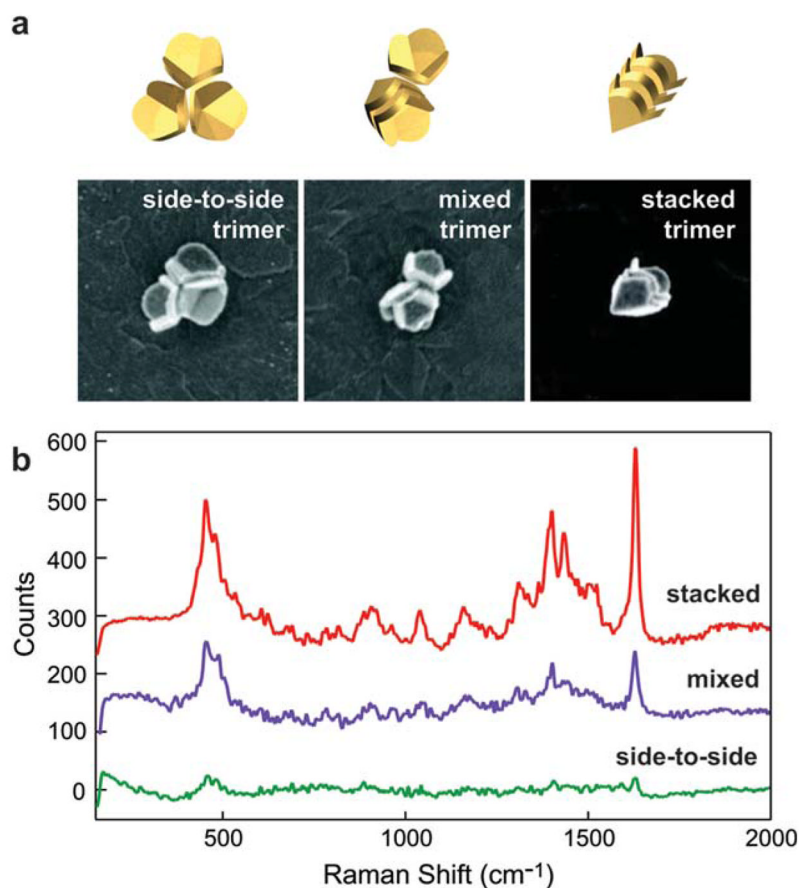 a
side-to-side
trimer
mixed
trimer
stacked
trimer
b
600
500
400
300
200
100
0
Counts
stacked
mixed
side-to-side
500
1000
1500
2000
Raman Shift (cm⁻¹)